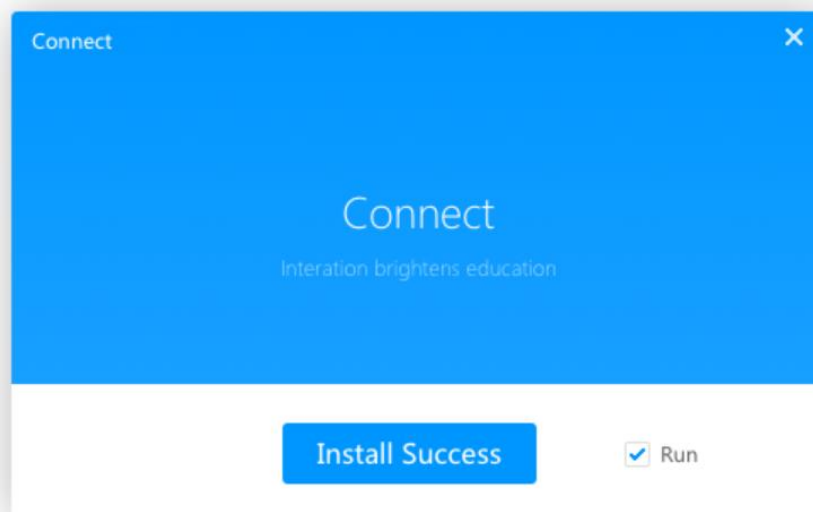 Connect
Connect
Interation brightens education
Install Success
Run